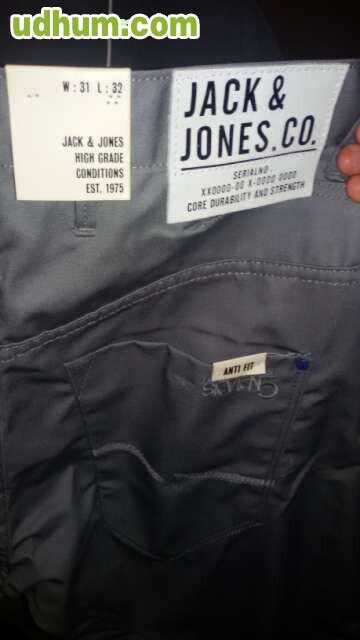 udhum.com
W : 31 L : 32
JACK & JONES
HIGH GRADE
CONDITIONS
EST. 1975
JACK &
JONES.CO.
SERIALNO -
XX0000-00 X-0000 0000
CORE DURABILITY AND STRENGTH
ANTI FIT